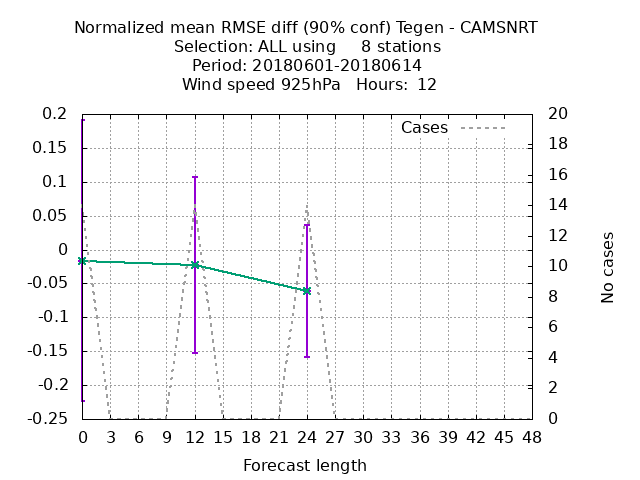 Normalized mean RMSE diff (90% conf) Tegen - CAMSNRT
Selection: ALL using     8 stations
Period: 20180601-20180614
Wind speed 925hPa   Hours:  12
Cases
0.2
0.15
0.1
0.05
0
-0.05
-0.1
-0.15
-0.2
-0.25
20
18
16
14
12
10
8
6
4
2
0
No cases
0 3 6 9 12 15 18 21 24 27 30 33 36 39 42 45 48
Forecast length